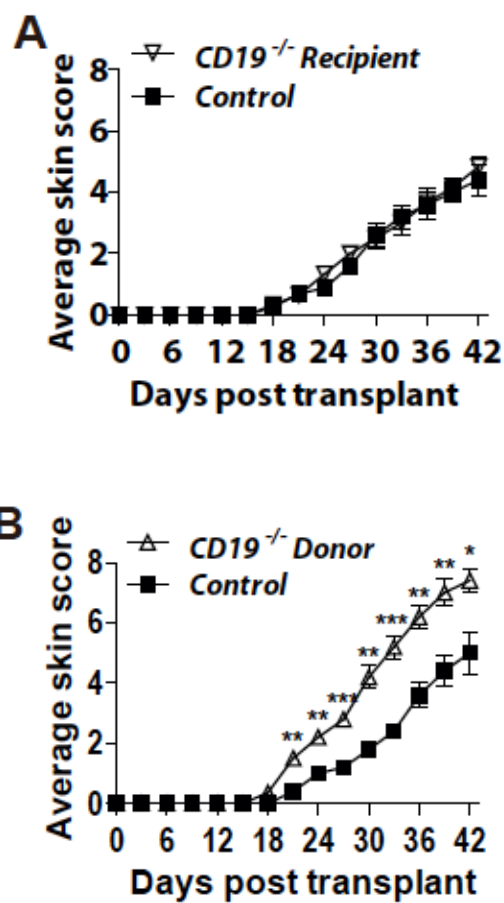 A
CD19 -/- Recipient
Control
Average skin score
8
6
4
2
0
0 6 12 18 24 30 36 42
Days post transplant
B
CD19 -/- Donor
Control
Average skin score
8
6
4
2
0
** ** *** ** *** ** ** *
0 6 12 18 24 30 36 42
Days post transplant